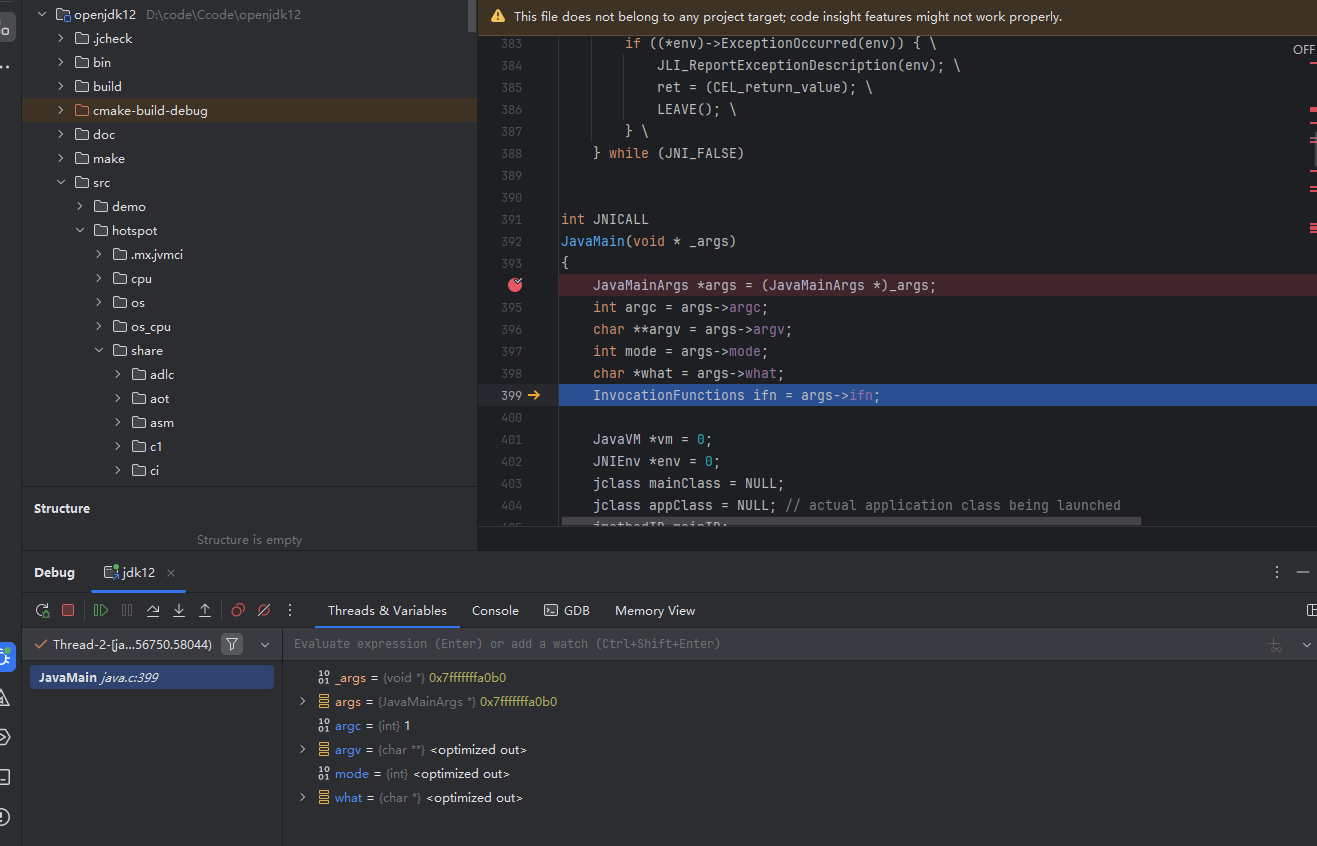 openjdk12 D:\code\Ccode\openjdk12
.jcheck
bin
build
cmake-build-debug
doc
make
src
demo
hotspot
.mx.jvmci
cpu
os
os_cpu
share
adlc
aot
asm
c1
ci
Structure
Structure is empty
This file does not belong to any project target; code insight features might not work properly.
OFF
383 if ((*env)->ExceptionOccurred(env)) { \
384 JLI_ReportExceptionDescription(env); \
385 ret = (CEL_return_value); \
386 LEAVE(); \
387 } \
388 } while (JNI_FALSE)
389
390
391 int JNICALL
392 JavaMain(void * _args)
393 {
JavaMainArgs *args = (JavaMainArgs *)_args;
395 int argc = args->argc;
396 char **argv = args->argv;
397 int mode = args->mode;
398 char *what = args->what;
399 InvocationFunctions ifn = args->ifn;
400
401 JavaVM *vm = 0;
402 JNIEnv *env = 0;
403 jclass mainClass = NULL;
404 jclass appClass = NULL; // actual application class being launched
Debug jdk12
Threads & Variables Console GDB Memory View
Thread-2-[ja...56750.58044)
Evaluate expression (Enter) or add a watch (Ctrl+Shift+Enter)
JavaMain java.c:399
_args = {void *} 0x7fffffffa0b0
args = {JavaMainArgs *} 0x7fffffffa0b0
argc = {int} 1
argv = {char **} <optimized out>
mode = {int} <optimized out>
what = {char *} <optimized out>